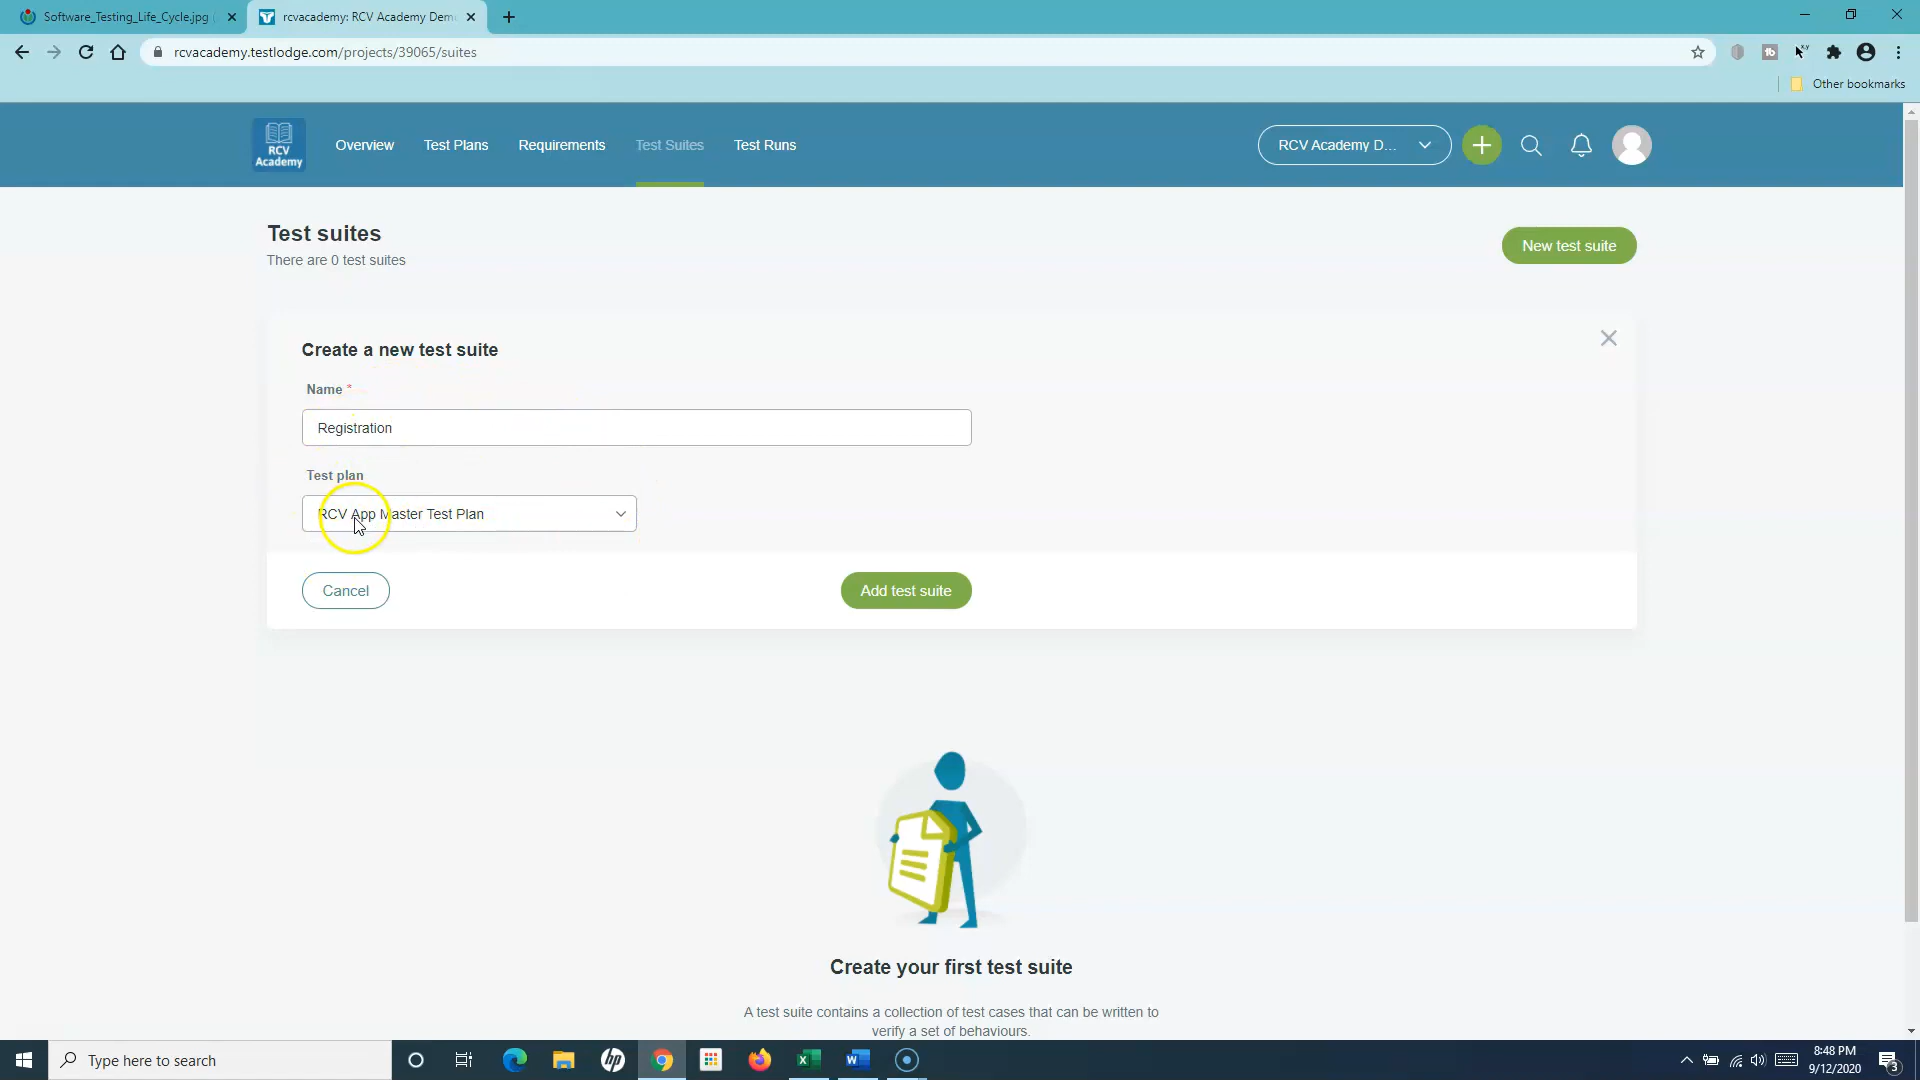 Software_Testing_Life_Cycle.jpg
rcvacademy: RCV Academy Dem
rcvacademy.testlodge.com/projects/39065/suites
Other bookmarks
RCV Academy
Overview
Test Plans
Requirements
Test Suites
Test Runs
RCV Academy D...
Test suites
There are 0 test suites
New test suite
Create a new test suite
Name *
Registration
Test plan
RCV App Master Test Plan
Cancel
Add test suite
Create your first test suite
A test suite contains a collection of test cases that can be written to
verify a set of behaviours.
Type here to search
8:48 PM
9/12/2020
3